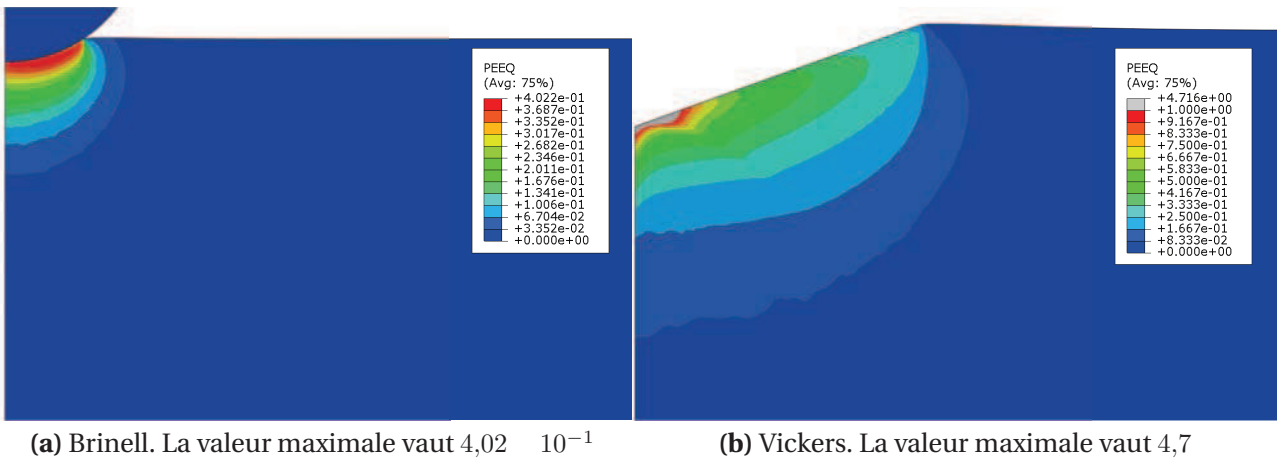 PEEQ
(Avg: 75%)
+4.022e-01
+3.687e-01
+3.352e-01
+3.017e-01
+2.682e-01
+2.346e-01
+2.011e-01
+1.676e-01
+1.341e-01
+1.006e-01
+6.704e-02
+3.352e-02
+0.000e+00
PEEQ
(Avg: 75%)
+4.716e+00
+1.000e+00
+9.167e-01
+8.333e-01
+7.500e-01
+6.667e-01
+5.833e-01
+5.000e-01
+4.167e-01
+3.333e-01
+2.500e-01
+1.667e-01
+8.333e-02
+0.000e+00
(a) Brinell. La valeur maximale vaut 4,02 10⁻¹
(b) Vickers. La valeur maximale vaut 4,7